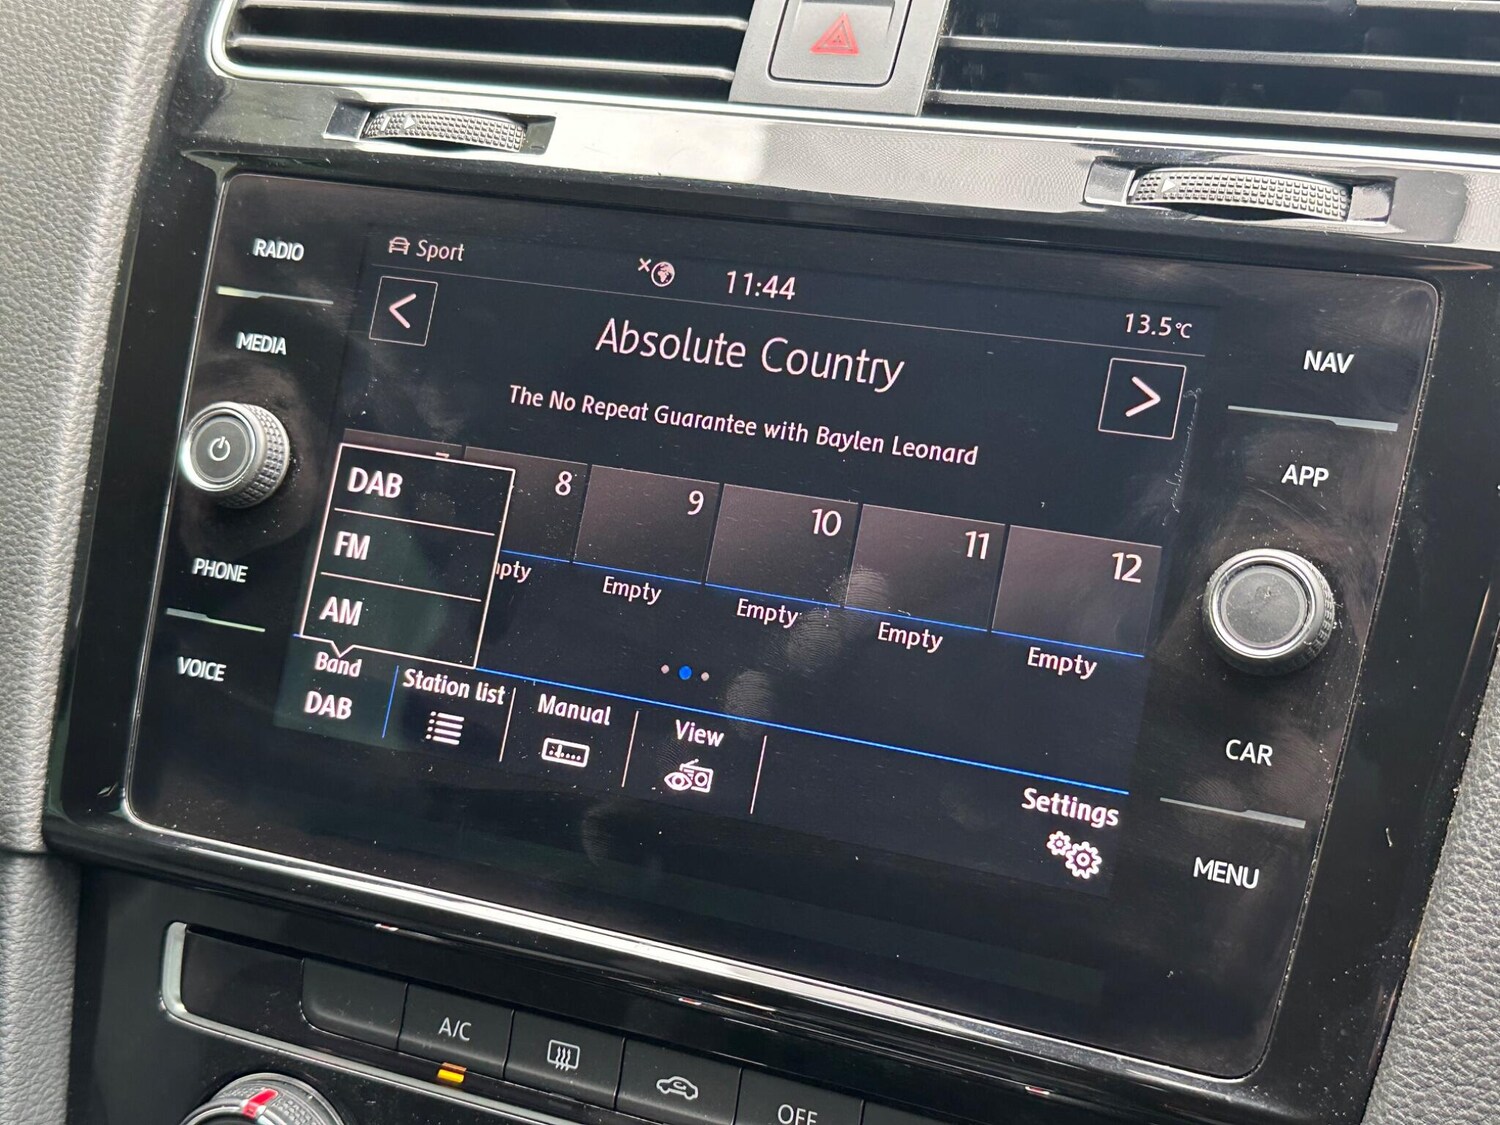 RADIO
MEDIA
PHONE
VOICE
Sport
11:44
13.5°C
Absolute Country
The No Repeat Guarantee with Baylen Leonard
DAB
FM
AM
8
9
10
11
12
Empty
Empty
Empty
Empty
Band
DAB
Station list
Manual
View
Settings
NAV
APP
CAR
MENU
A/C
OFF